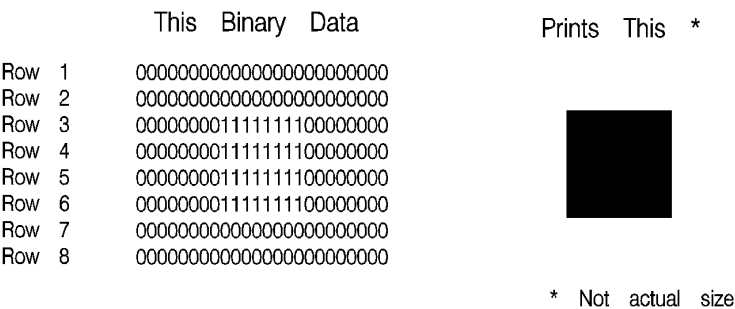 This Binary Data
Prints This *
Row 1 000000000000000000000000
Row 2 000000000000000000000000
Row 3 000000001111111100000000
Row 4 000000001111111100000000
Row 5 000000001111111100000000
Row 6 000000001111111100000000
Row 7 000000000000000000000000
Row 8 000000000000000000000000
* Not actual size